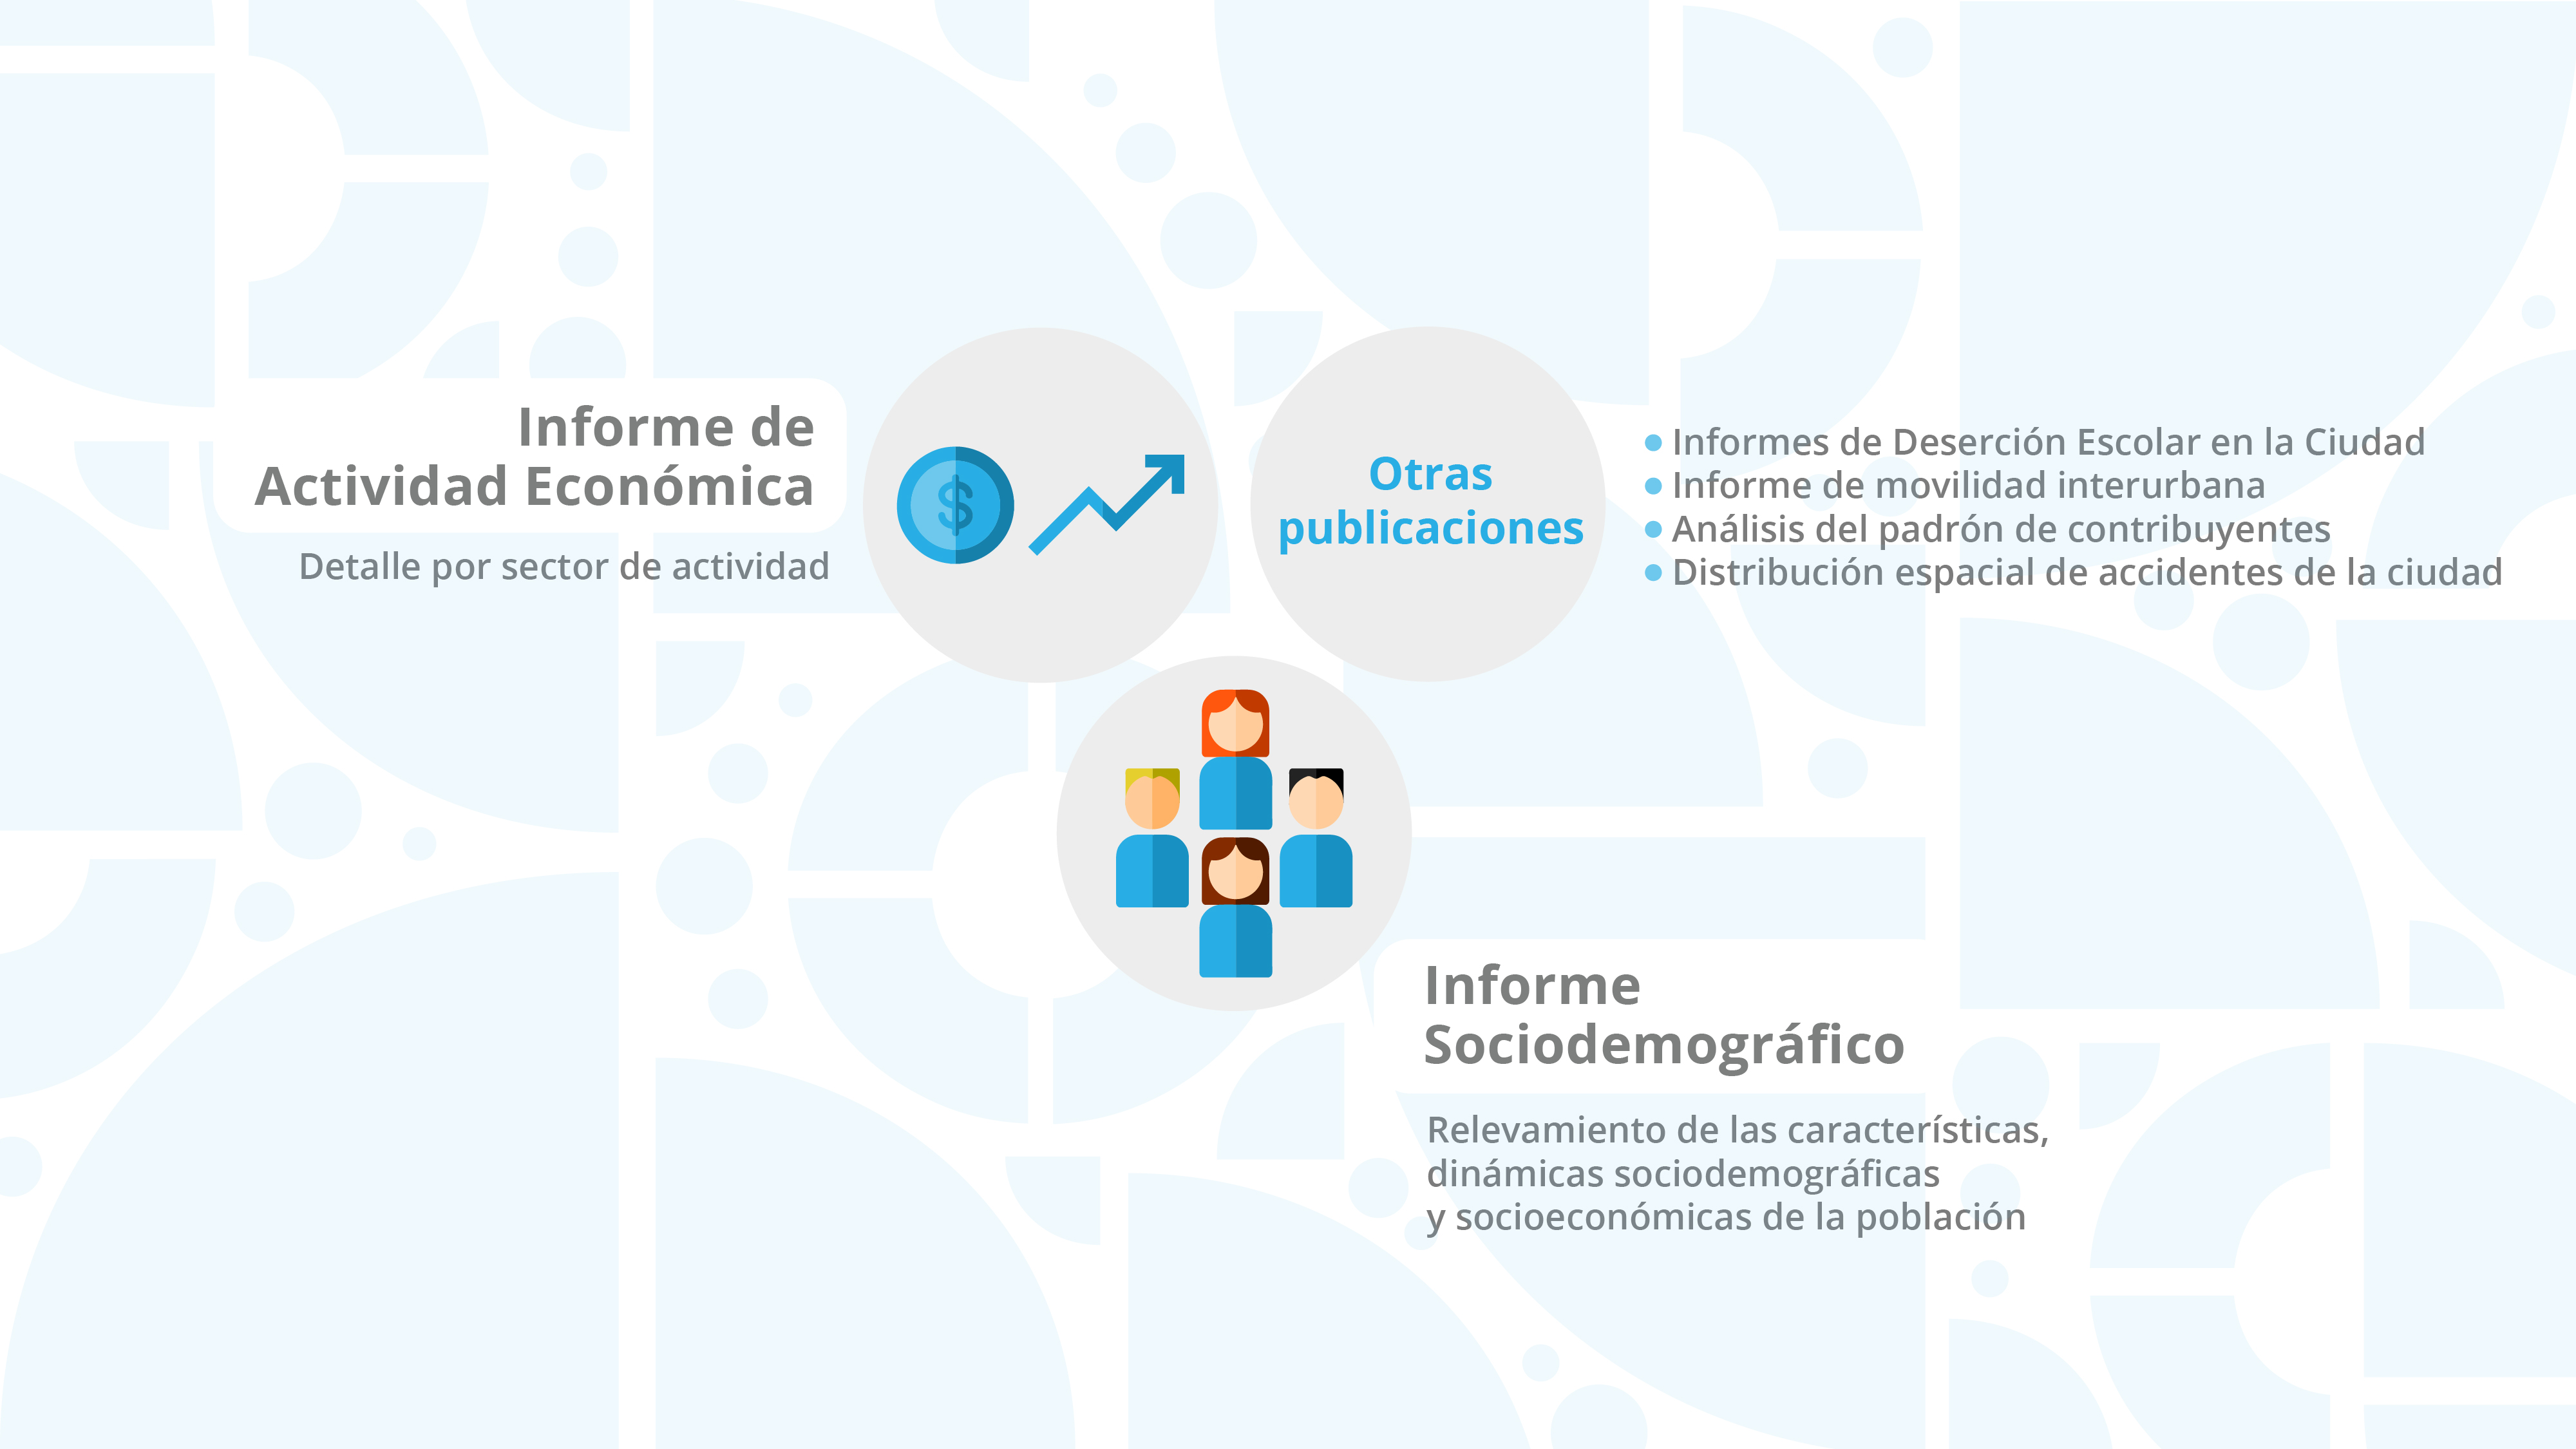 Informe de
Actividad Económica
Detalle por sector de actividad
$
Otras
publicaciones
Informes de Deserción Escolar en la Ciudad
Informe de movilidad interurbana
Análisis del padrón de contribuyentes
Distribución espacial de accidentes de la ciudad
Informe
Sociodemográfico
Relevamiento de las características,
dinámicas sociodemográficas
y socioeconómicas de la población